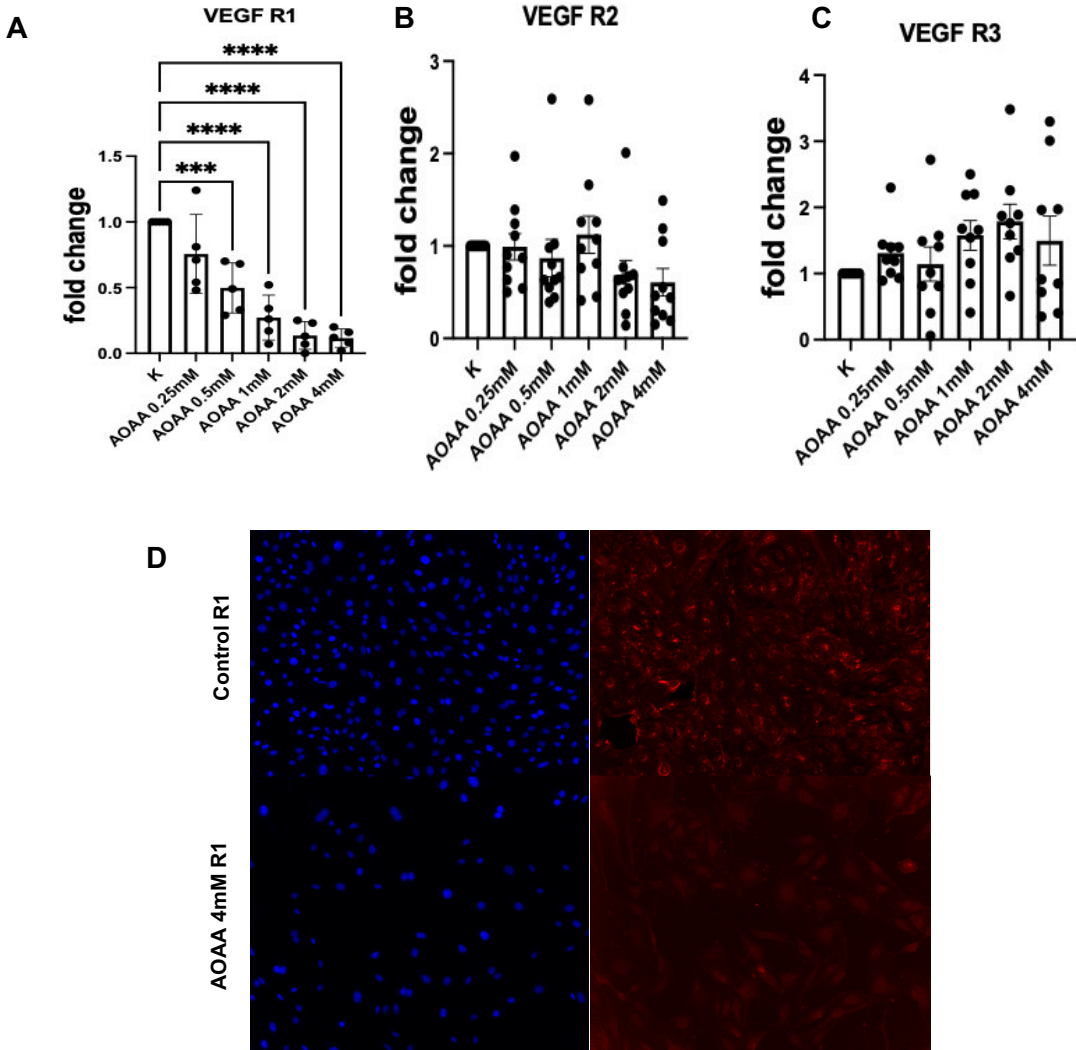 A
VEGF R1
****
****
****
***
fold change
1.5
1.0
0.5
0.0
K
AOAA 0.25mM
AOAA 0.5mM
AOAA 1mM
AOAA 2mM
AOAA 4mM
B
VEGF R2
fold change
3
2
1
0
K
AOAA 0.25mM
AOAA 0.5mM
AOAA 1mM
AOAA 2mM
AOAA 4mM
C
VEGF R3
fold change
4
3
2
1
0
K
AOAA 0.25mM
AOAA 0.5mM
AOAA 1mM
AOAA 2mM
AOAA 4mM
D
Control R1
AOAA 4mM R1